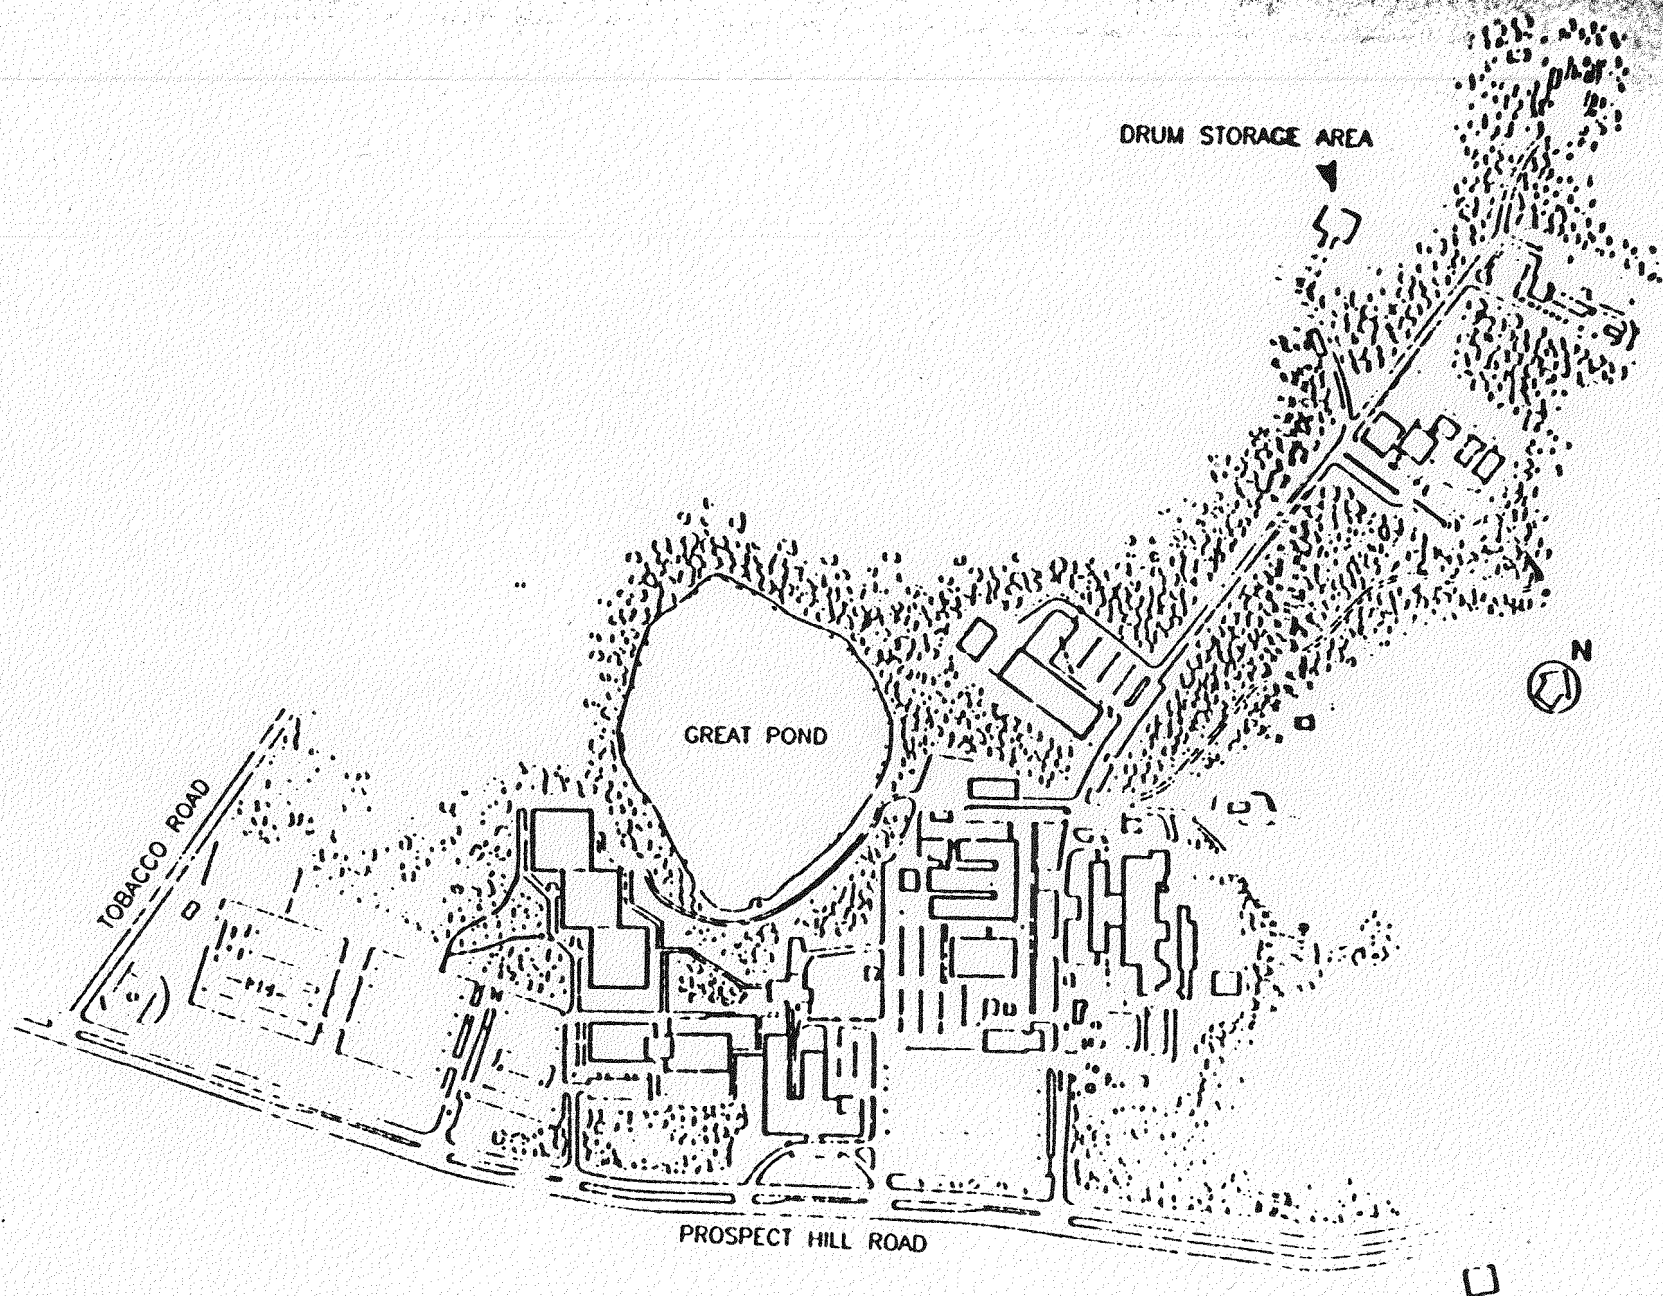 DRUM STORAGE AREA
N
GREAT POND
TOBACCO ROAD
PROSPECT HILL ROAD